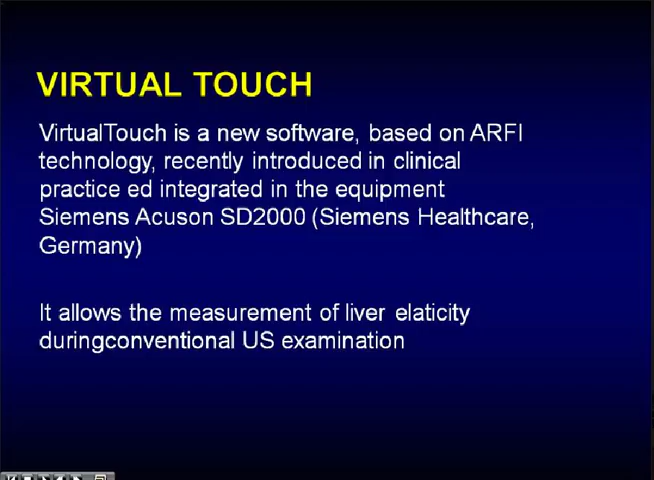 VIRTUAL TOUCH
VirtualTouch is a new software, based on ARFI
technology, recently introduced in clinical
practice ed integrated in the equipment
Siemens Acuson SD2000 (Siemens Healthcare,
Germany)
It allows the measurement of liver elaticity
duringconventional US examination